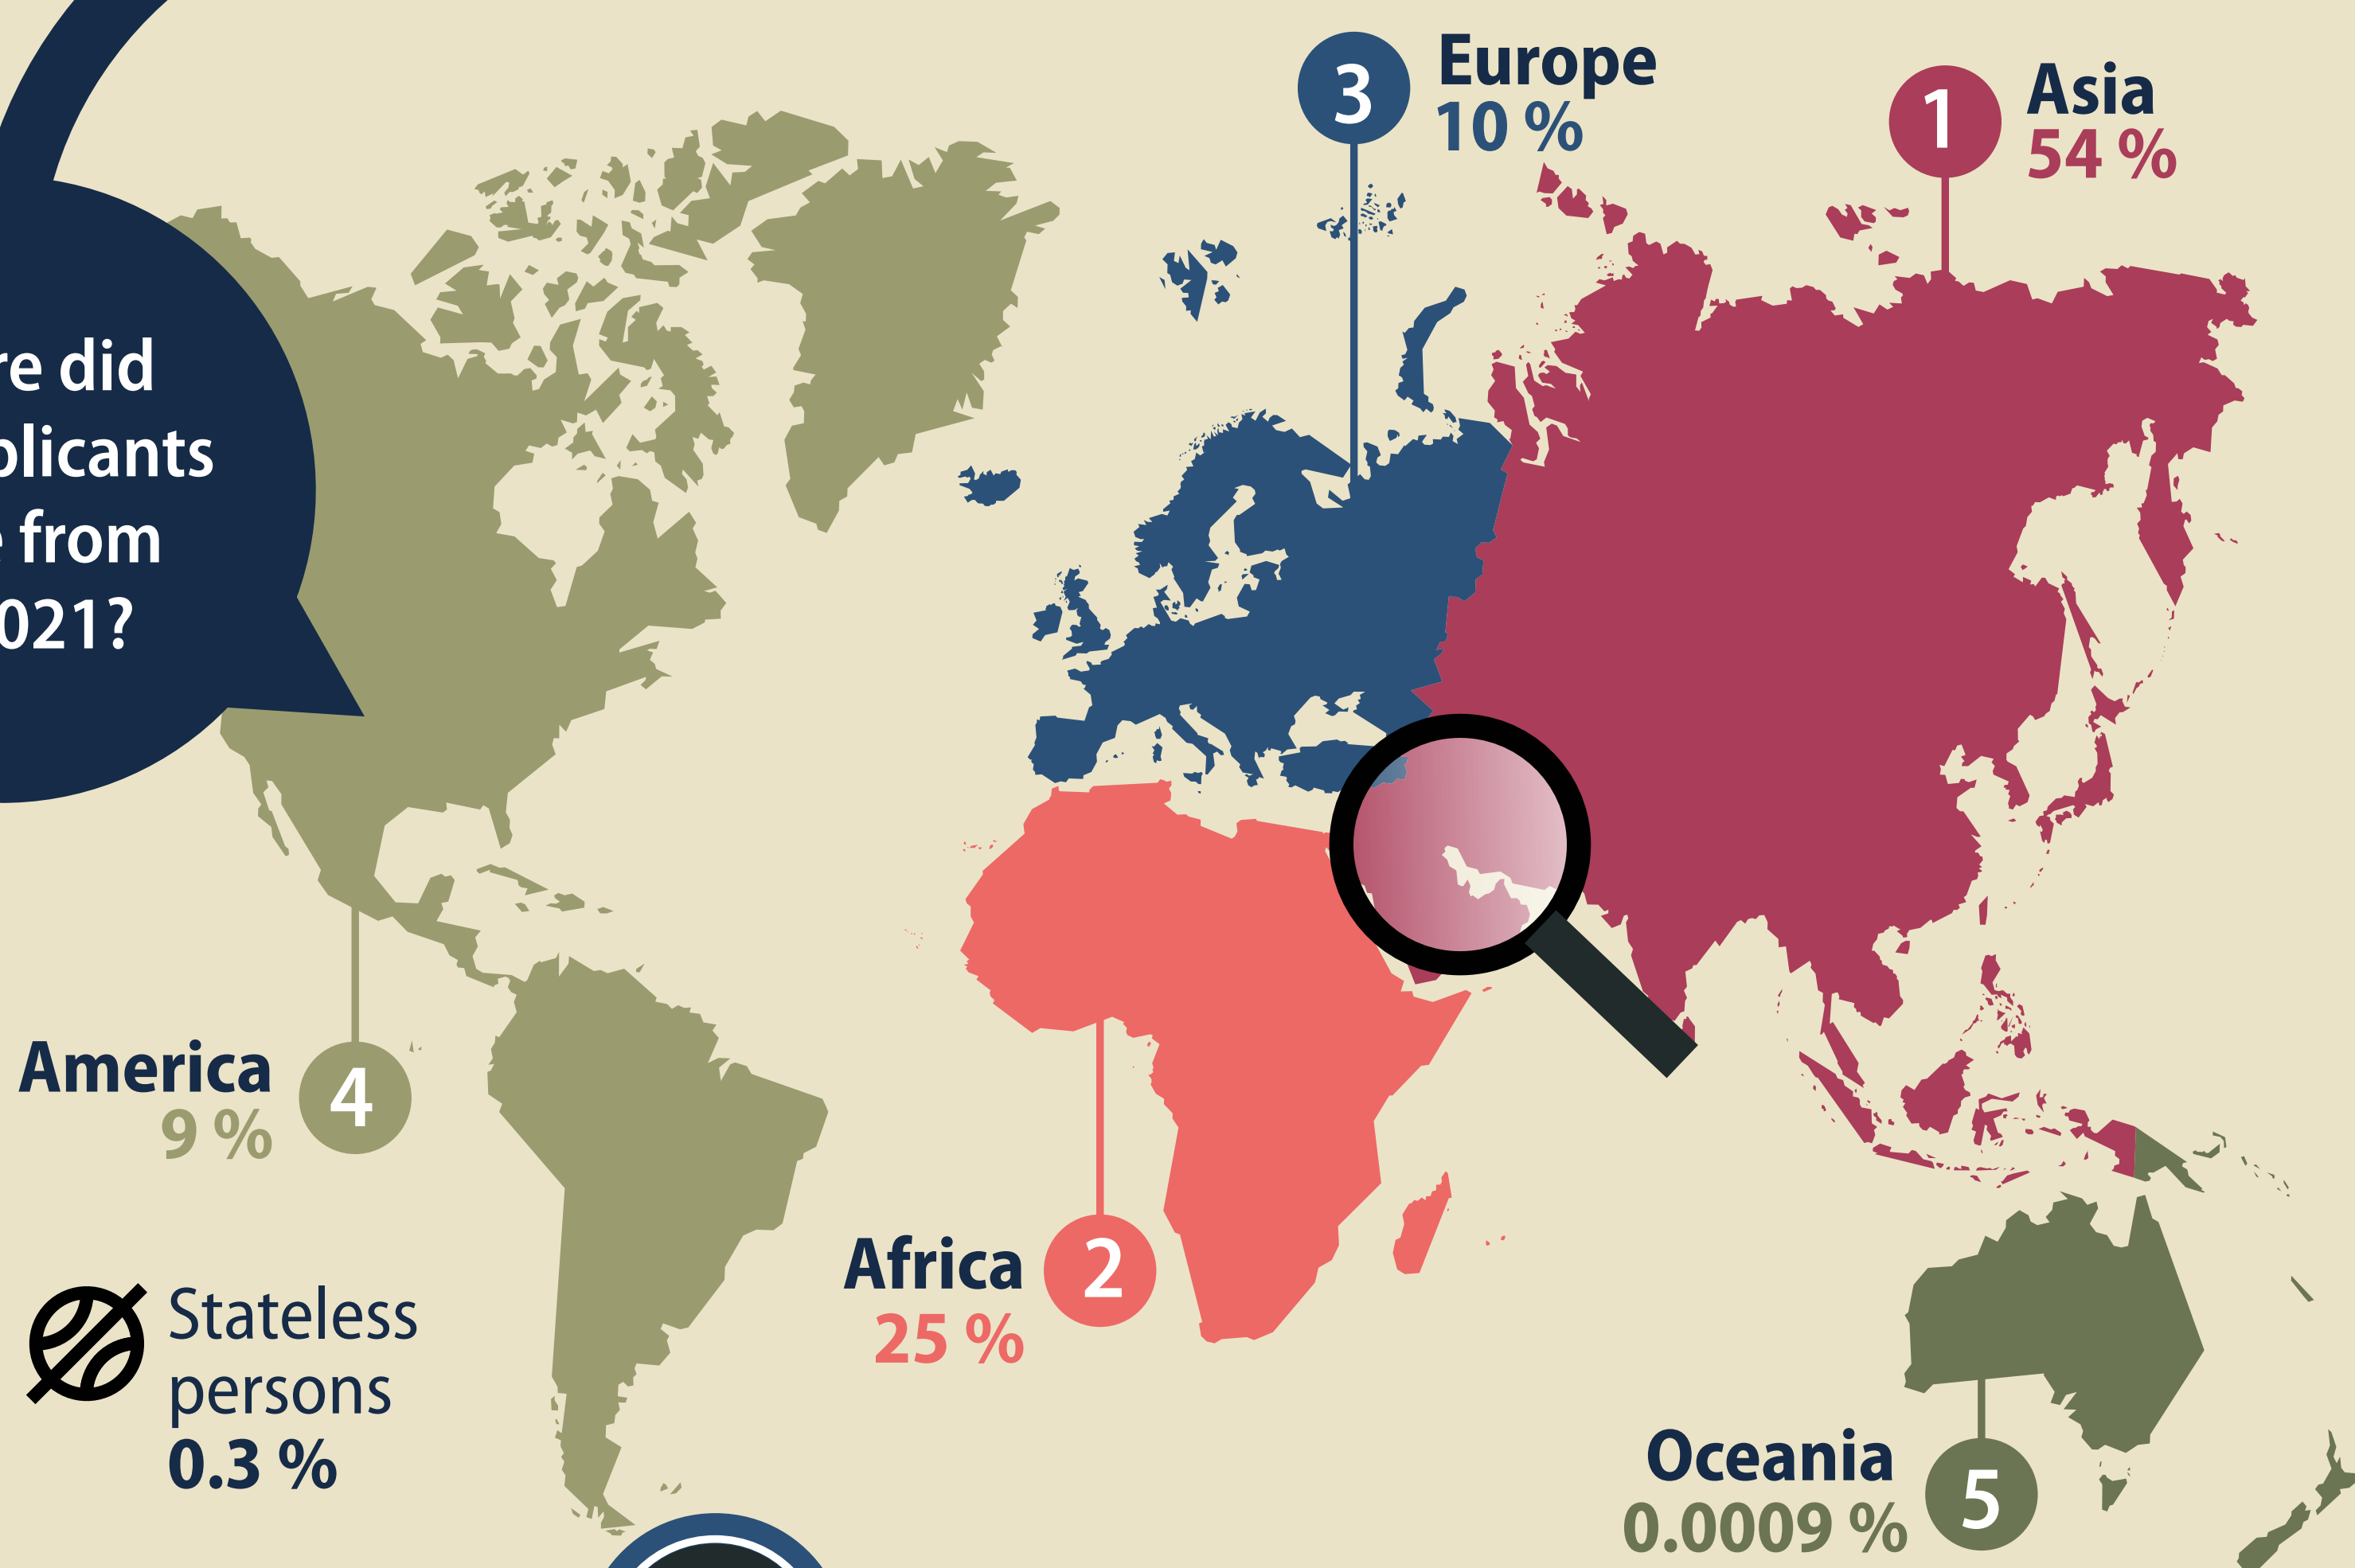 re did
plicants
from
021?
3
Europe
10 %
1
Asia
54 %
America
9 %
4
Africa
25 %
2
Stateless
persons
0.3 %
Oceania
0.0009 %
5